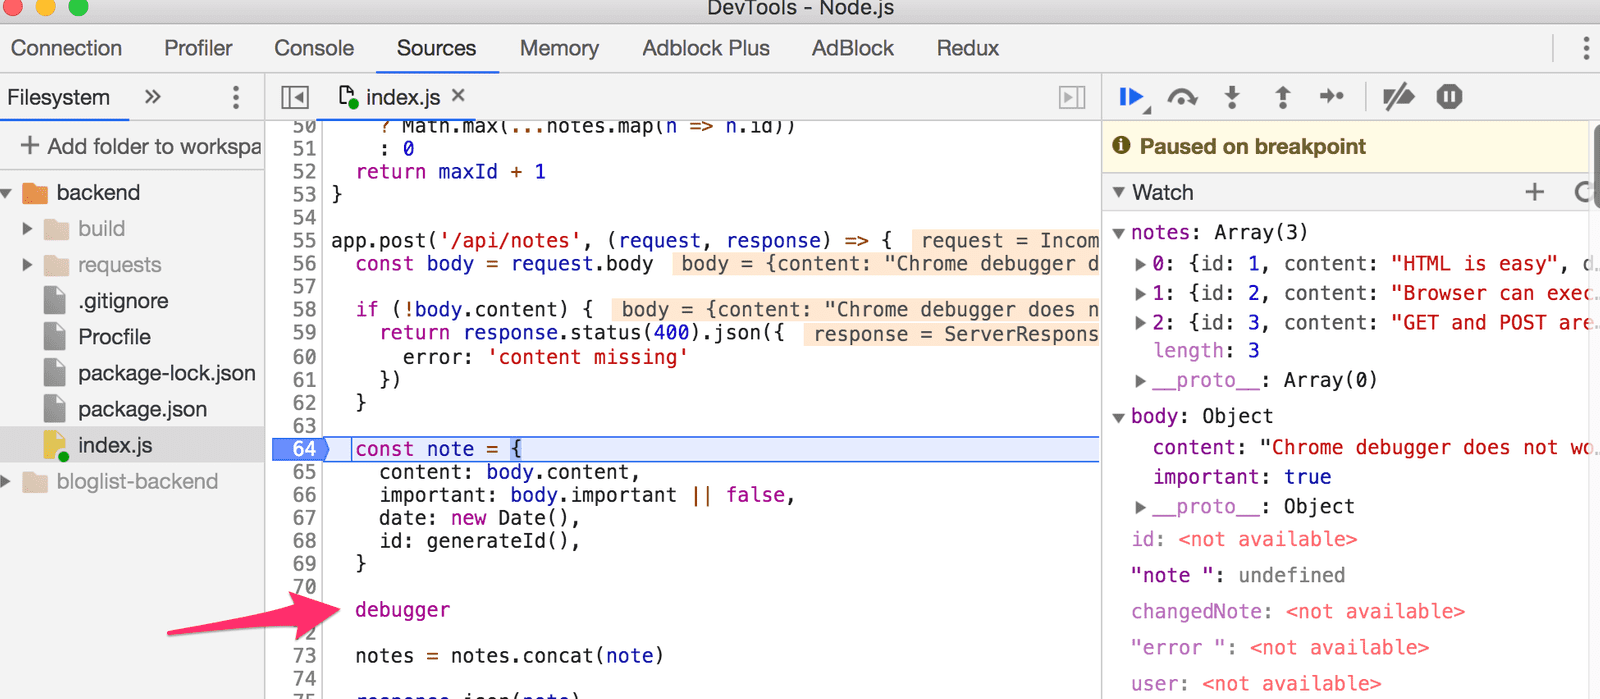 DevTools - Node.js
Connection Profiler Console Sources Memory Adblock Plus AdBlock Redux
Filesystem »
index.js ×
+ Add folder to workspa
backend
build
requests
.gitignore
Procfile
package-lock.json
package.json
index.js
bloglist-backend
50 ? Math.max(...notes.map(n => n.id))
51 : 0
52 return maxId + 1
53 }
54
55 app.post('/api/notes', (request, response) => { request = Incom
56 const body = request.body body = {content: "Chrome debugger d
57
58 if (!body.content) { body = {content: "Chrome debugger does n
59 return response.status(400).json({ response = ServerRespons
60 error: 'content missing'
61 })
62 }
63
64 const note = {
65 content: body.content,
66 important: body.important || false,
67 date: new Date(),
68 id: generateId(),
69 }
70
debugger
2
73 notes = notes.concat(note)
74
75 response.json(note)
Paused on breakpoint
Watch +
notes: Array(3)
0: {id: 1, content: "HTML is easy", d…
1: {id: 2, content: "Browser can exec…
2: {id: 3, content: "GET and POST are…
length: 3
__proto__: Array(0)
body: Object
content: "Chrome debugger does not wo…
important: true
__proto__: Object
id: <not available>
"note ": undefined
changedNote: <not available>
"error ": <not available>
user: <not available>